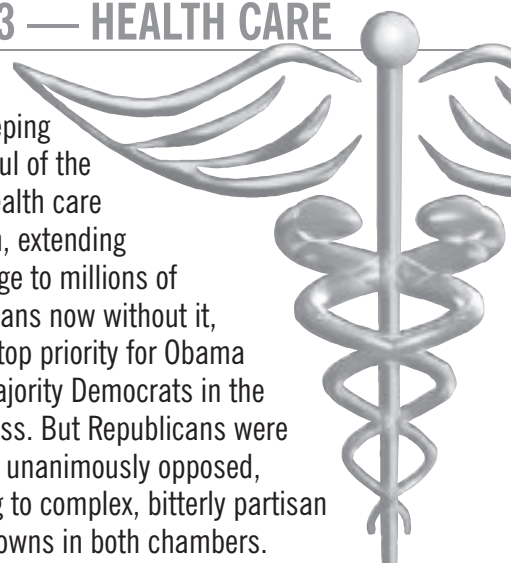 3 — HEALTH CARE
eping
ul of the
ealth care
, extending
ge to millions of
ans now without it,
top priority for Obama
ajority Democrats in the
ss. But Republicans were
unanimously opposed,
g to complex, bitterly partisan
owns in both chambers.